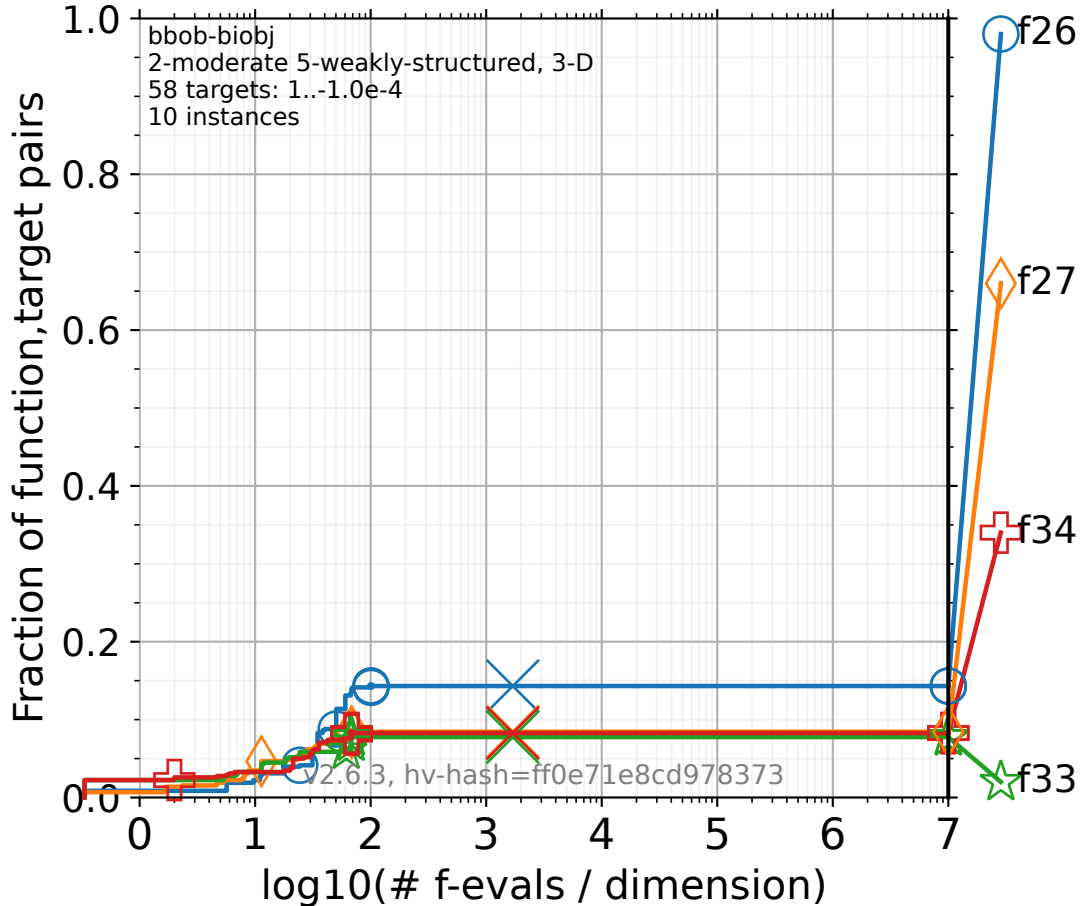 bbob-biobj
2-moderate 5-weakly-structured, 3-D
58 targets: 1..-1.0e-4
10 instances
1.0
0.8
0.6
0.4
0.2
0.0
Fraction of function,target pairs
f26
f27
f34
f33
v2.6.3, hv-hash=ff0e71e8cd978373
0 1 2 3 4 5 6 7
log10(# f-evals / dimension)